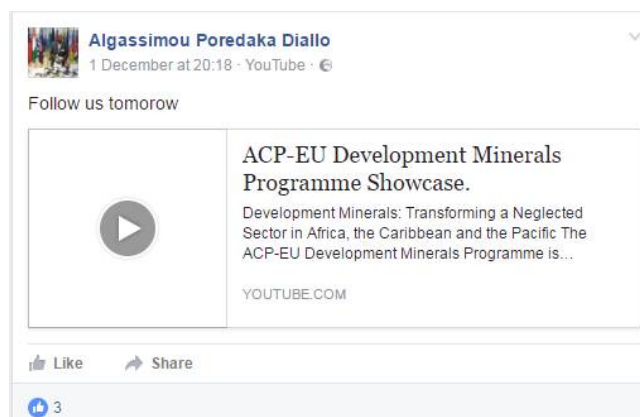 Algassimou Poredaka Diallo
1 December at 20:18 · YouTube ·
Follow us tomorow
ACP-EU Development Minerals
Programme Showcase.
Development Minerals: Transforming a Neglected
Sector in Africa, the Caribbean and the Pacific The
ACP-EU Development Minerals Programme is...
YOUTUBE.COM
Like Share
3